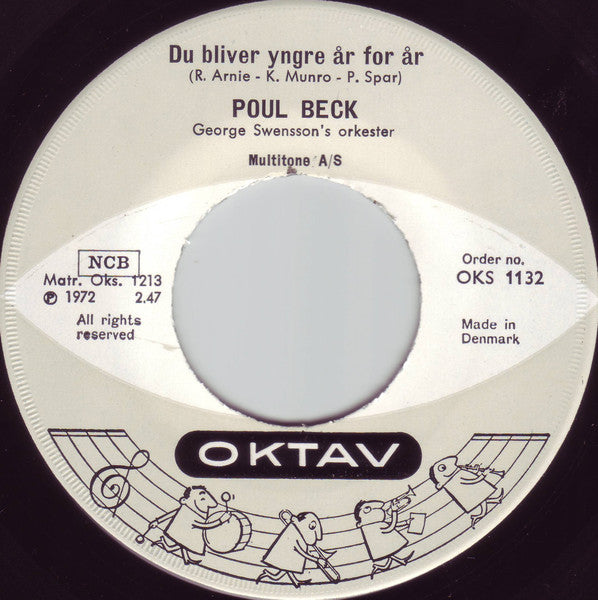 Du bliver yngre år for år
(R. Arnie - K. Munro - P. Spar)
POUL BECK
George Swensson's orkester
Multitone A/S
NCB
Matr. Oks. 1213
Ⓟ 1972 2.47
All rights
reserved
Order no.
OKS 1132
Made in
Denmark
OKTAV